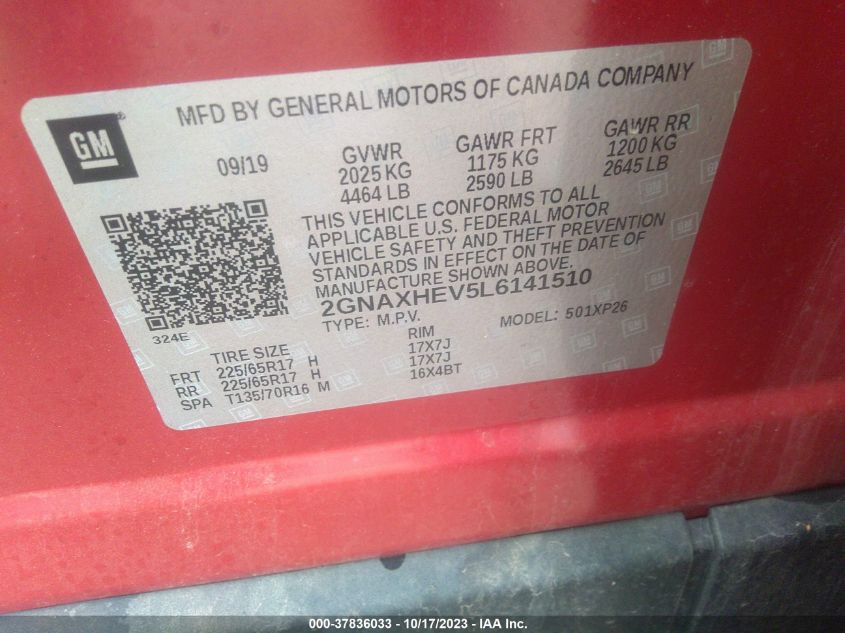 MFD BY GENERAL MOTORS OF CANADA COMPANY
GM
09/19
GVWR
2025 KG
4464 LB
GAWR FRT
1175 KG
2590 LB
GAWR RR
1200 KG
2645 LB
THIS VEHICLE CONFORMS TO ALL
APPLICABLE U.S. FEDERAL MOTOR
VEHICLE SAFETY AND THEFT PREVENTION
STANDARDS IN EFFECT ON THE DATE OF
MANUFACTURE SHOWN ABOVE.
2GNAXHEV5L6141510
TYPE: M.P.V. MODEL: 501XP26
324E
TIRE SIZE RIM
FRT 225/65R17 H 17X7J
RR 225/65R17 H 17X7J
SPA T135/70R16 M 16X4BT
000-37836033 - 10/17/2023 - IAA Inc.